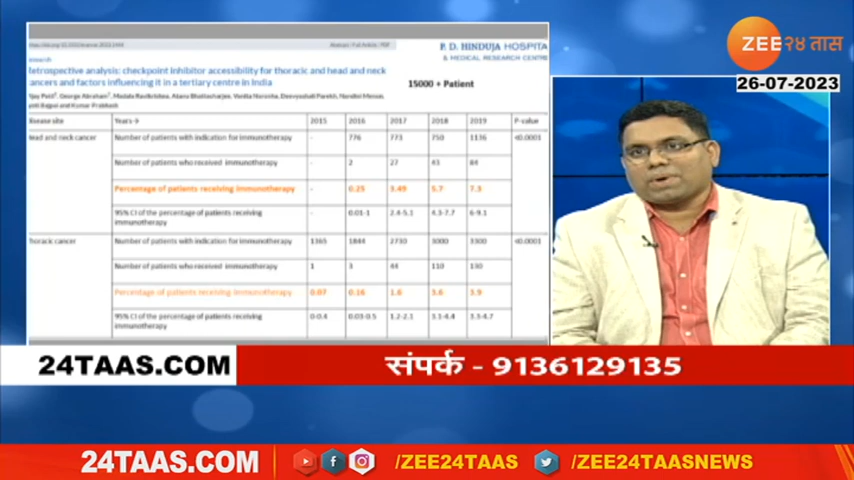 P. D. HINDUJA HOSPITA
& MEDICAL RESEARCH CENTRE
etrospective analysis: checkpoint inhibitor accessibility for thoracic and head and neck
ancers and factors influencing it in a tertiary centre in India
15000 + Patient
Years P-value
2015 2016 2017 2018 2019
ead and neck cancer Number of patients with indication for immunotherapy - 776 773 750 1136 <0.0001
Number of patients who received immunotherapy - 2 27 43 84
Percentage of patients receiving immunotherapy - 0.25 3.49 5.7 7.3
95% CI of the percentage of patients receiving - 0.01-1 2.4-5.1 4.3-7.7 6-9.1
immunotherapy
Thoracic cancer Number of patients with indication for immunotherapy 1365 1844 2730 3000 3300 <0.0001
Number of patients who received immunotherapy 1 3 44 110 130
Percentage of patients receiving immunotherapy 0.07 0.16 1.6 3.6 3.9
95% CI of the percentage of patients receiving 0-0.4 0.03-0.5 1.2-2.1 3.1-4.4 3.3-4.7
immunotherapy
ZEE२४ तास
26-07-2023
24TAAS.COM
संपर्क - 9136129135
24TAAS.COM /ZEE24TAAS /ZEE24TAASNEWS